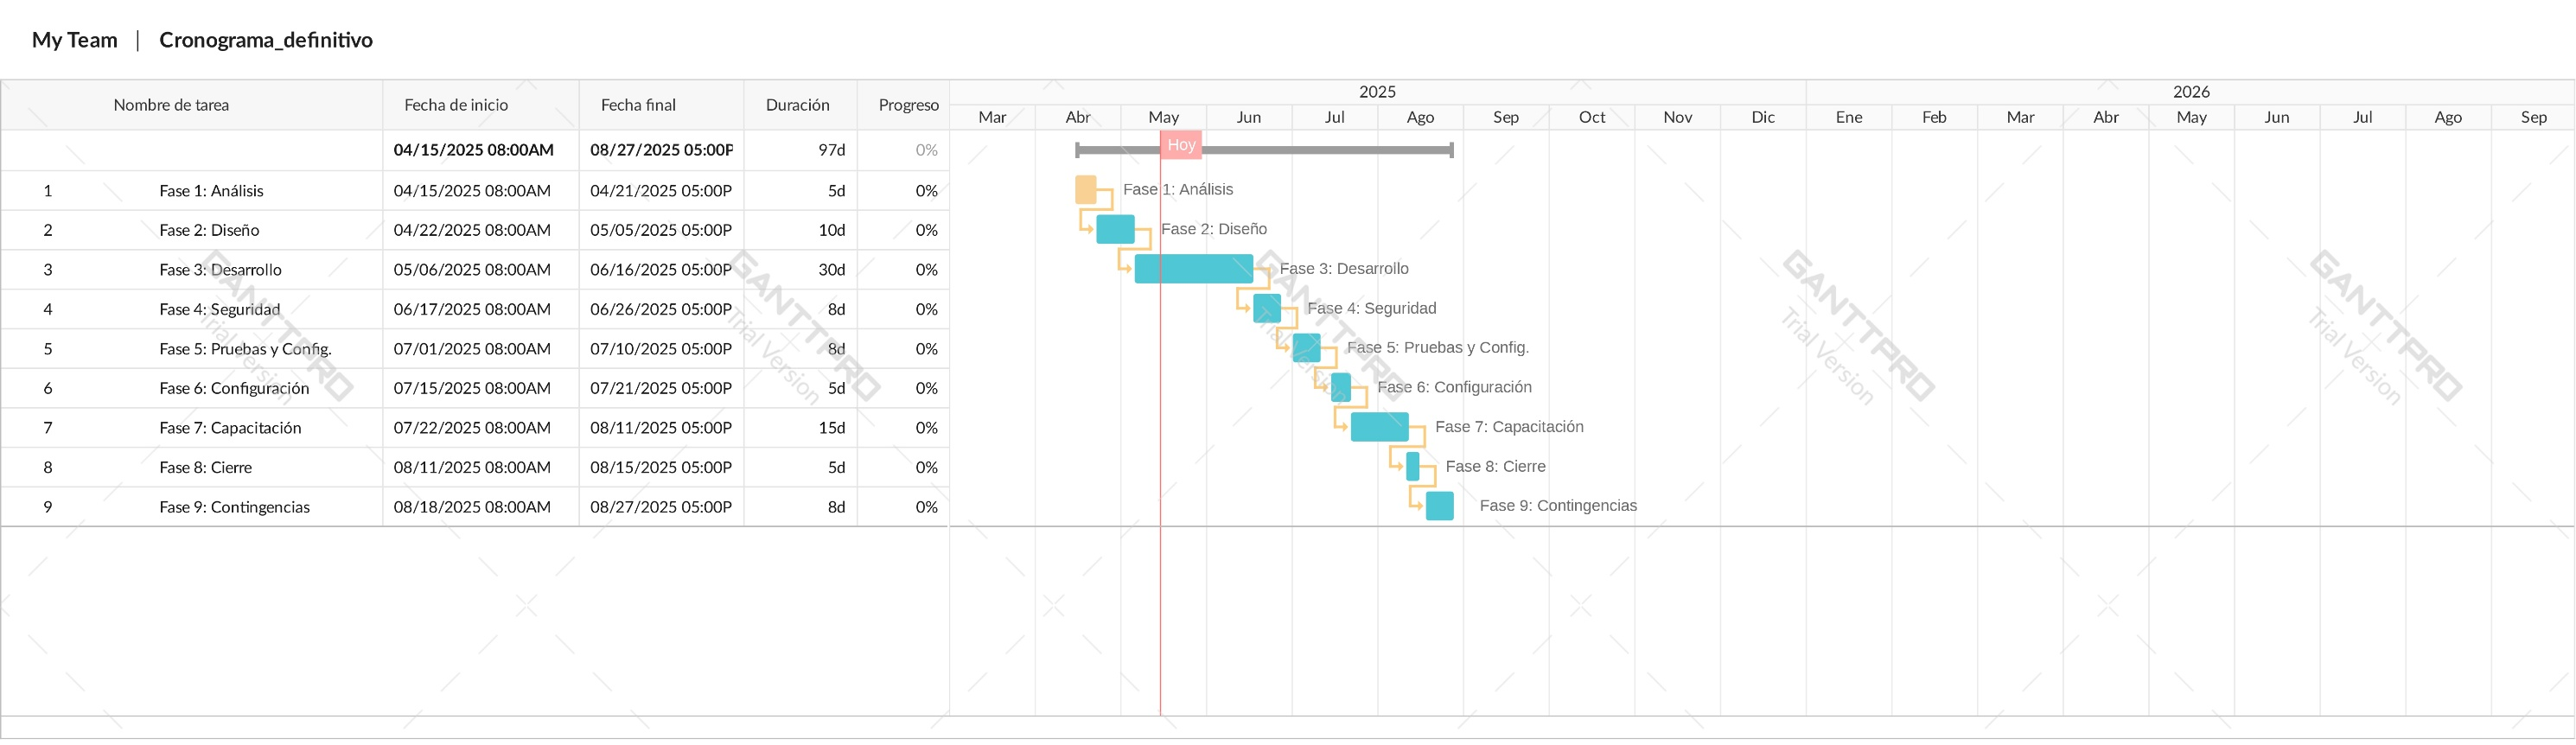 My Team | Cronograma_definitivo
Nombre de tarea Fecha de inicio Fecha final Duración Progreso
2025 2026
Mar Abr May Jun Jul Ago Sep Oct Nov Dic Ene Feb Mar Abr May Jun Jul Ago Sep
04/15/2025 08:00AM 08/27/2025 05:00P 97d 0% Hoy
1 Fase 1: Análisis 04/15/2025 08:00AM 04/21/2025 05:00P 5d 0% Fase 1: Análisis
2 Fase 2: Diseño 04/22/2025 08:00AM 05/05/2025 05:00P 10d 0% Fase 2: Diseño
3 Fase 3: Desarrollo 05/06/2025 08:00AM 06/16/2025 05:00P 30d 0% Fase 3: Desarrollo
4 Fase 4: Seguridad 06/17/2025 08:00AM 06/26/2025 05:00P 8d 0% Fase 4: Seguridad
5 Fase 5: Pruebas y Config. 07/01/2025 08:00AM 07/10/2025 05:00P 8d 0% Fase 5: Pruebas y Config.
6 Fase 6: Configuración 07/15/2025 08:00AM 07/21/2025 05:00P 5d 0% Fase 6: Configuración
7 Fase 7: Capacitación 07/22/2025 08:00AM 08/11/2025 05:00P 15d 0% Fase 7: Capacitación
8 Fase 8: Cierre 08/11/2025 08:00AM 08/15/2025 05:00P 5d 0% Fase 8: Cierre
9 Fase 9: Contingencias 08/18/2025 08:00AM 08/27/2025 05:00P 8d 0% Fase 9: Contingencias
GANTTPRO
Trial Version
GANTTPRO
Trial Version
GANTTPRO
Trial Version
GANTTPRO
Trial Version
GANTTPRO
Trial Version